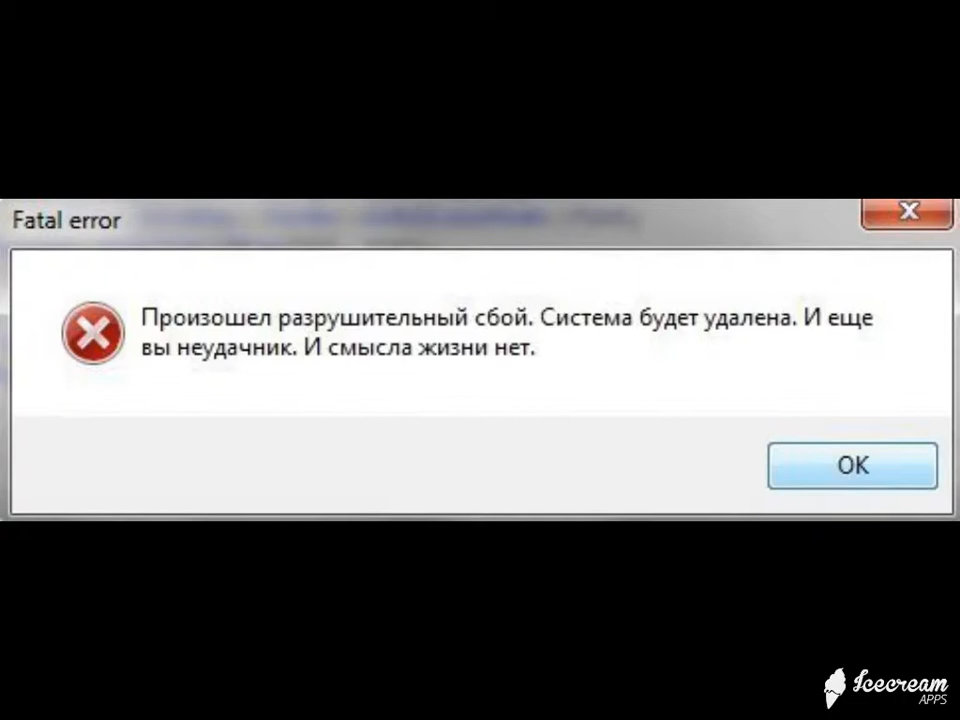 Fatal error
Произошел разрушительный сбой. Система будет удалена. И еще
вы неудачник. И смысла жизни нет.
OK
Icecream
APPS